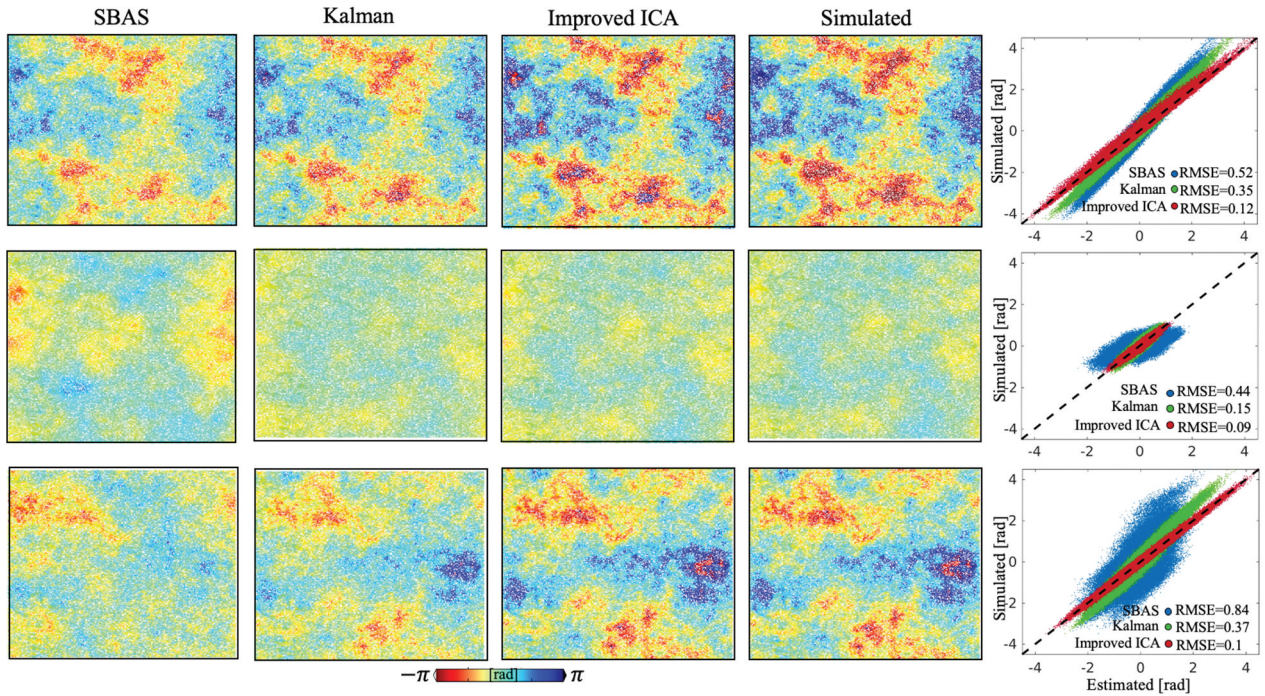 SBAS
Kalman
Improved ICA
Simulated
4
2
0
-2
-4
Simulated [rad]
SBAS RMSE=0.52
Kalman RMSE=0.35
Improved ICA RMSE=0.12
-4 -2 0 2 4
4
2
0
-2
-4
Simulated [rad]
SBAS RMSE=0.44
Kalman RMSE=0.15
Improved ICA RMSE=0.09
-4 -2 0 2 4
4
2
0
-2
-4
Simulated [rad]
SBAS RMSE=0.84
Kalman RMSE=0.37
Improved ICA RMSE=0.1
-4 -2 0 2 4
Estimated [rad]
−π [rad] π